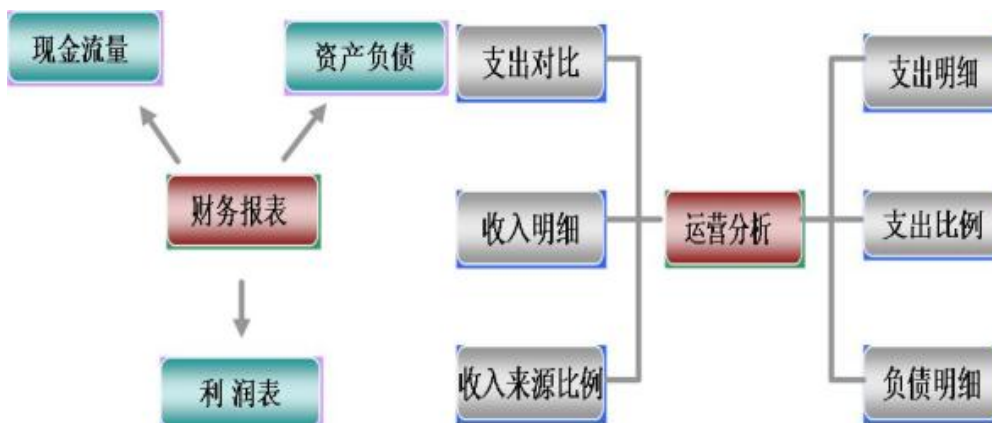 现金流量
资产负债
财务报表
利润表
支出对比
收入明细
收入来源比例
运营分析
支出明细
支出比例
负债明细